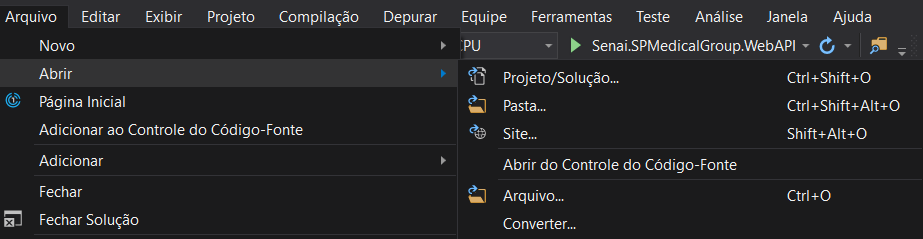 Arquivo Editar Exibir Projeto Compilação Depurar Equipe Ferramentas Teste Análise Janela Ajuda
CPU Senai.SPMedicalGroup.WebAPI
Novo
Abrir
Página Inicial
Adicionar ao Controle do Código-Fonte
Adicionar
Fechar
Fechar Solução
Projeto/Solução... Ctrl+Shift+O
Pasta... Ctrl+Shift+Alt+O
Site... Shift+Alt+O
Abrir do Controle do Código-Fonte
Arquivo... Ctrl+O
Converter...